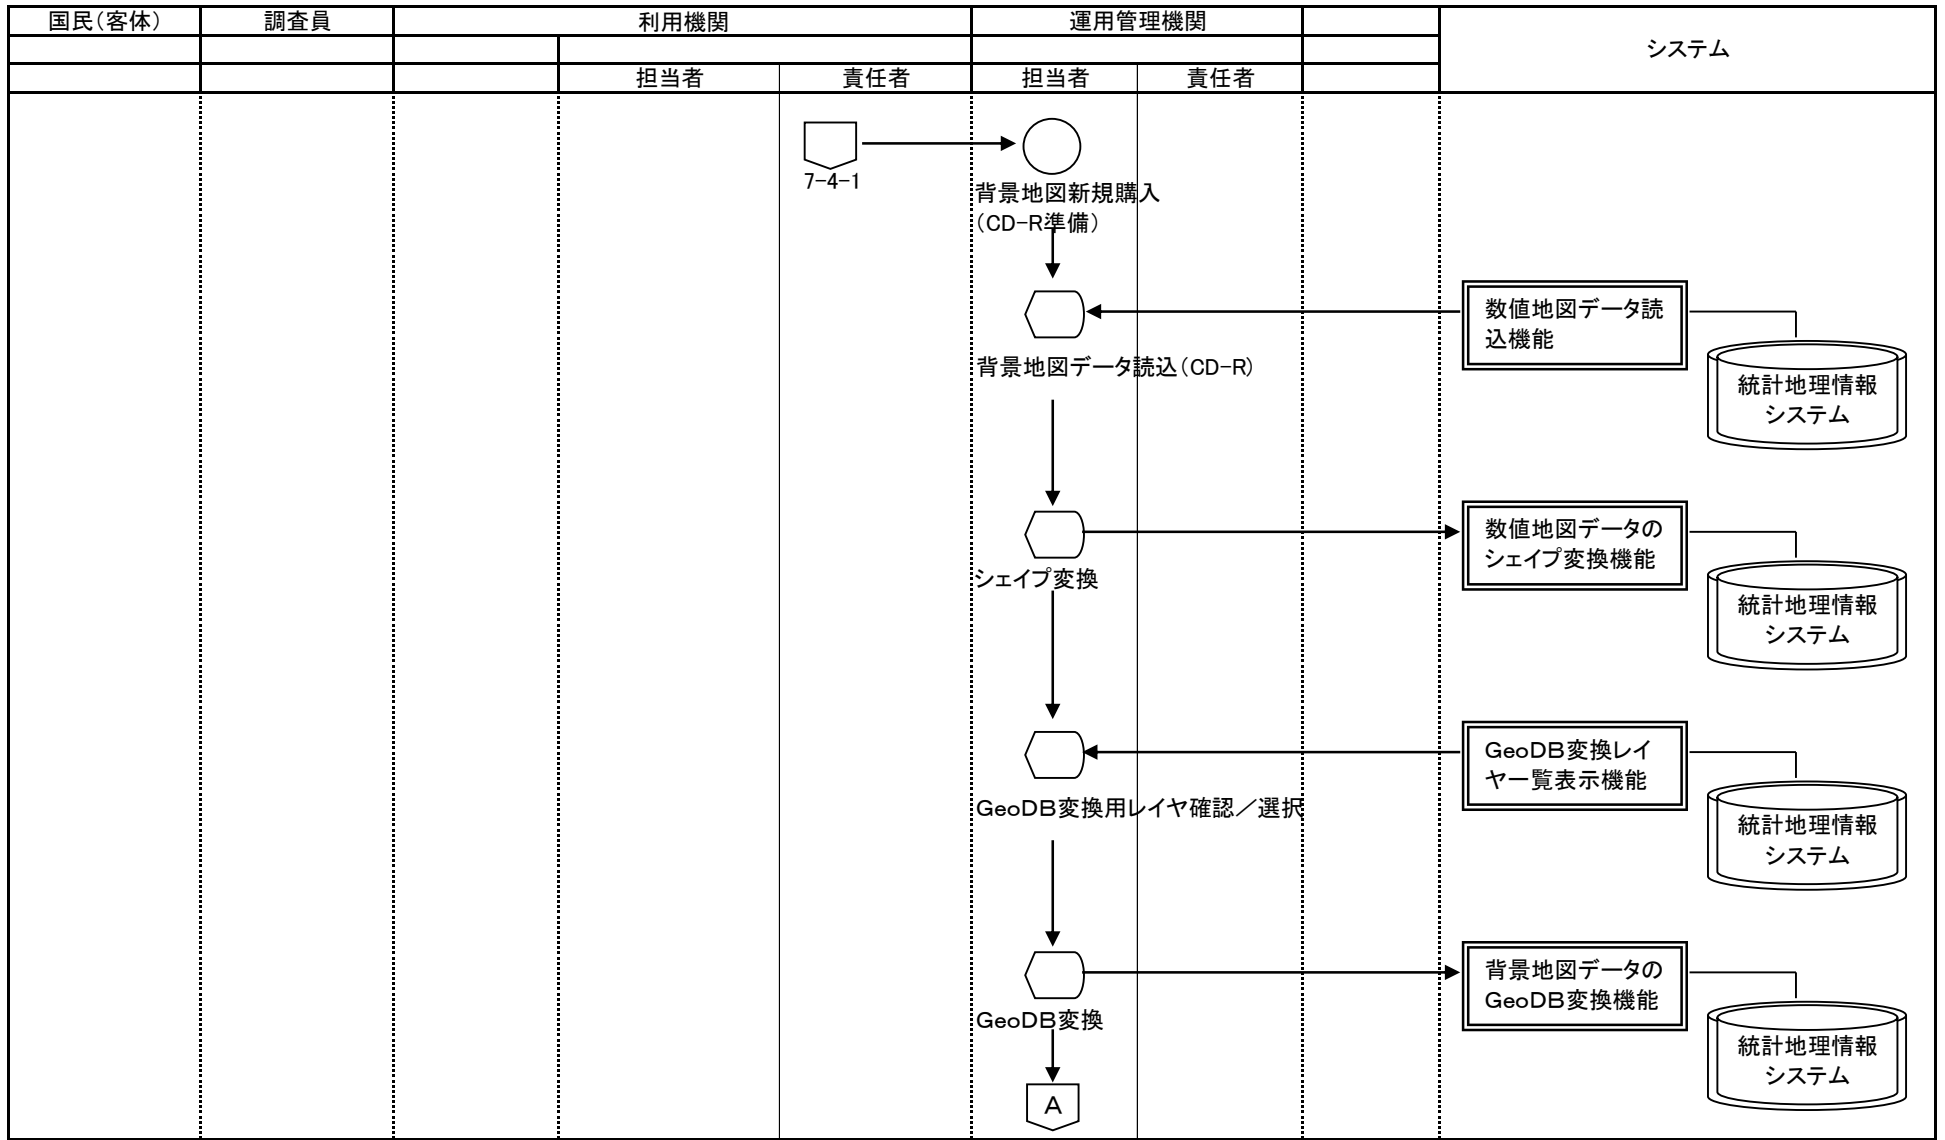 国民(客体)
調査員
利用機関
運用管理機関
システム
担当者
責任者
担当者
責任者
7-4-1
背景地図新規購入
(CD-R準備)
数値地図データ読
込機能
背景地図データ読込(CD-R)
統計地理情報
システム
数値地図データの
シェイプ変換機能
シェイプ変換
統計地理情報
システム
GeoDB変換レイ
ヤ一覧表示機能
GeoDB変換用レイヤ確認/選択
統計地理情報
システム
背景地図データの
GeoDB変換機能
GeoDB変換
統計地理情報
システム
A